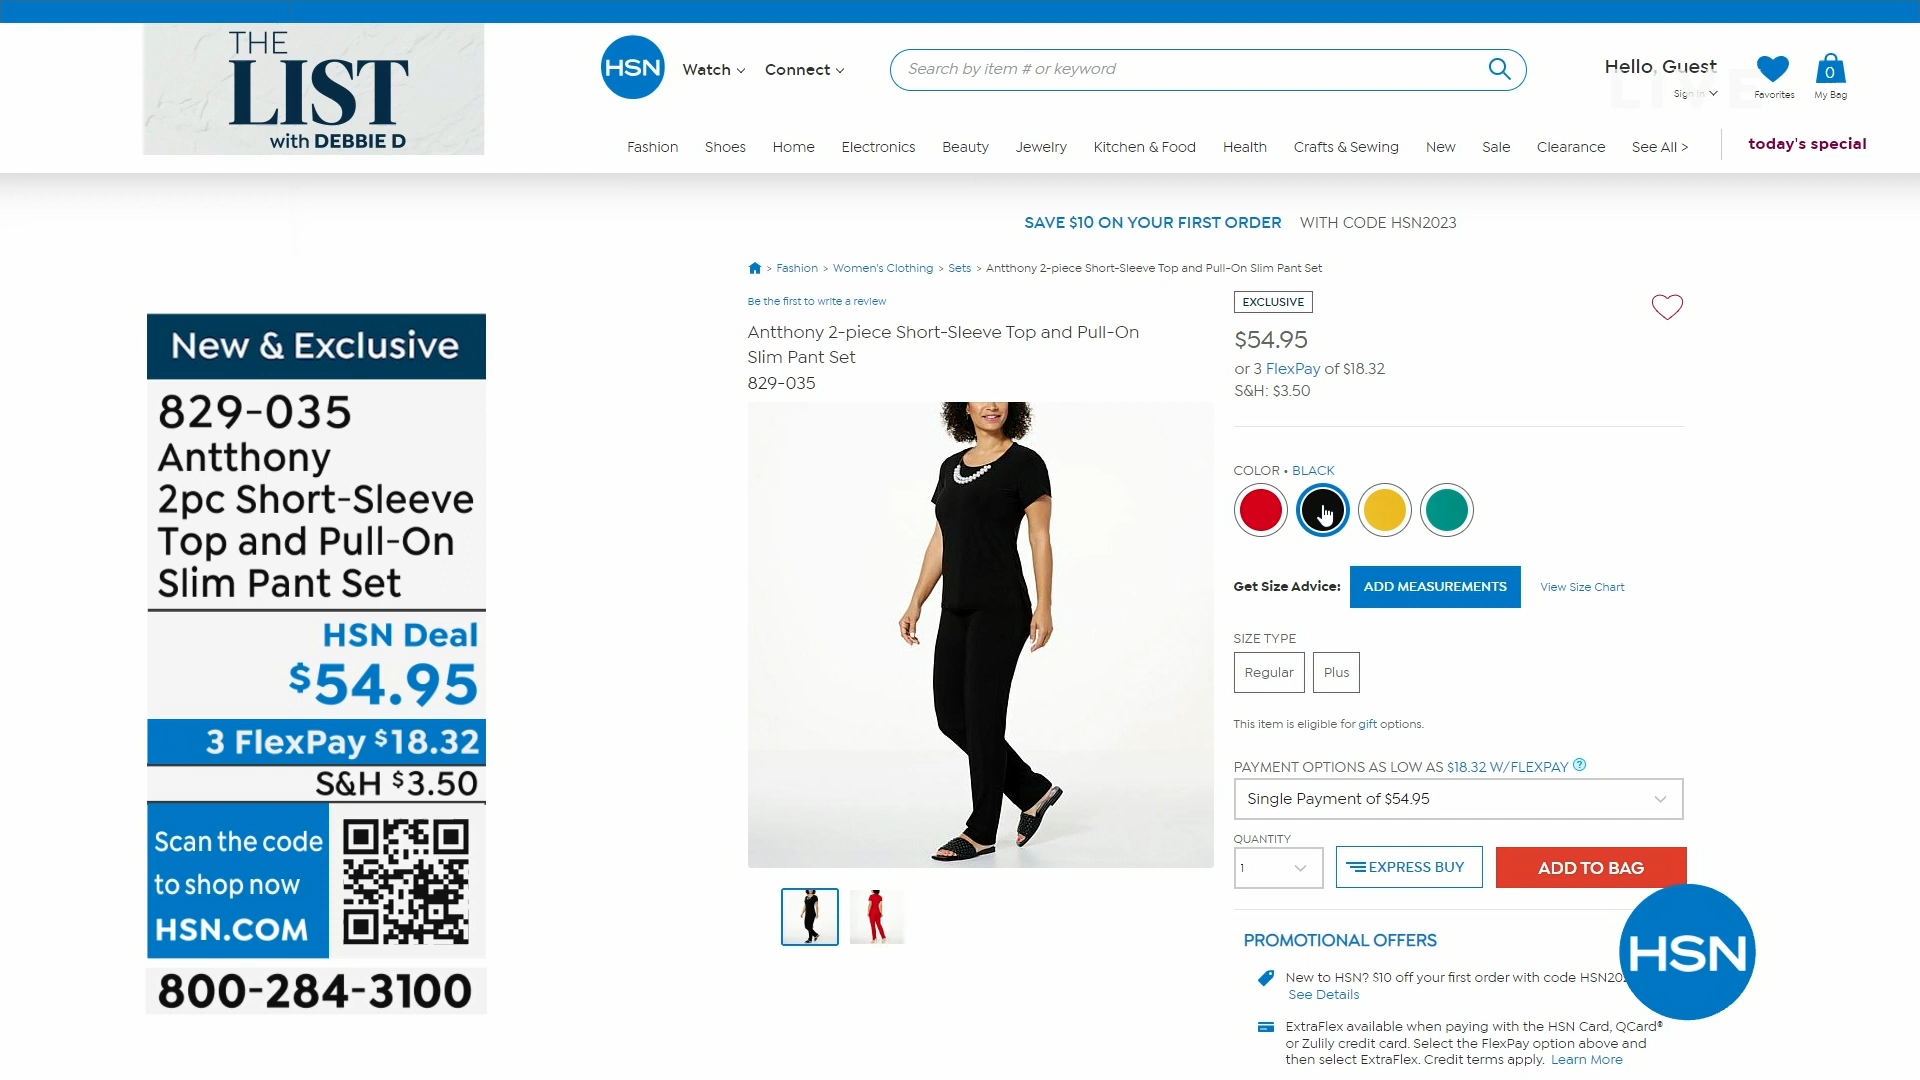 THE
LIST
with DEBBIE D
HSN
Watch
Connect
Search by item # or keyword
Hello, Guest
Sign In
LIVE
Favorites
0
My Bag
Fashion
Shoes
Home
Electronics
Beauty
Jewelry
Kitchen & Food
Health
Crafts & Sewing
New
Sale
Clearance
See All >
today's special
SAVE $10 ON YOUR FIRST ORDER WITH CODE HSN2023
> Fashion > Women's Clothing > Sets > Antthony 2-piece Short-Sleeve Top and Pull-On Slim Pant Set
New & Exclusive
829-035
Antthony
2pc Short-Sleeve
Top and Pull-On
Slim Pant Set
HSN Deal
$54.95
3 FlexPay $18.32
S&H $3.50
Scan the code
to shop now
HSN.COM
800-284-3100
Be the first to write a review
Antthony 2-piece Short-Sleeve Top and Pull-On
Slim Pant Set
829-035
EXCLUSIVE
$54.95
or 3 FlexPay of $18.32
S&H: $3.50
COLOR • BLACK
Get Size Advice:
ADD MEASUREMENTS
View Size Chart
SIZE TYPE
Regular
Plus
This item is eligible for gift options.
PAYMENT OPTIONS AS LOW AS $18.32 W/FLEXPAY ?
Single Payment of $54.95
QUANTITY
1
EXPRESS BUY
ADD TO BAG
PROMOTIONAL OFFERS
New to HSN? $10 off your first order with code HSN20
See Details
ExtraFlex available when paying with the HSN Card, QCard®
or Zulily credit card. Select the FlexPay option above and
then select ExtraFlex. Credit terms apply. Learn More
HSN